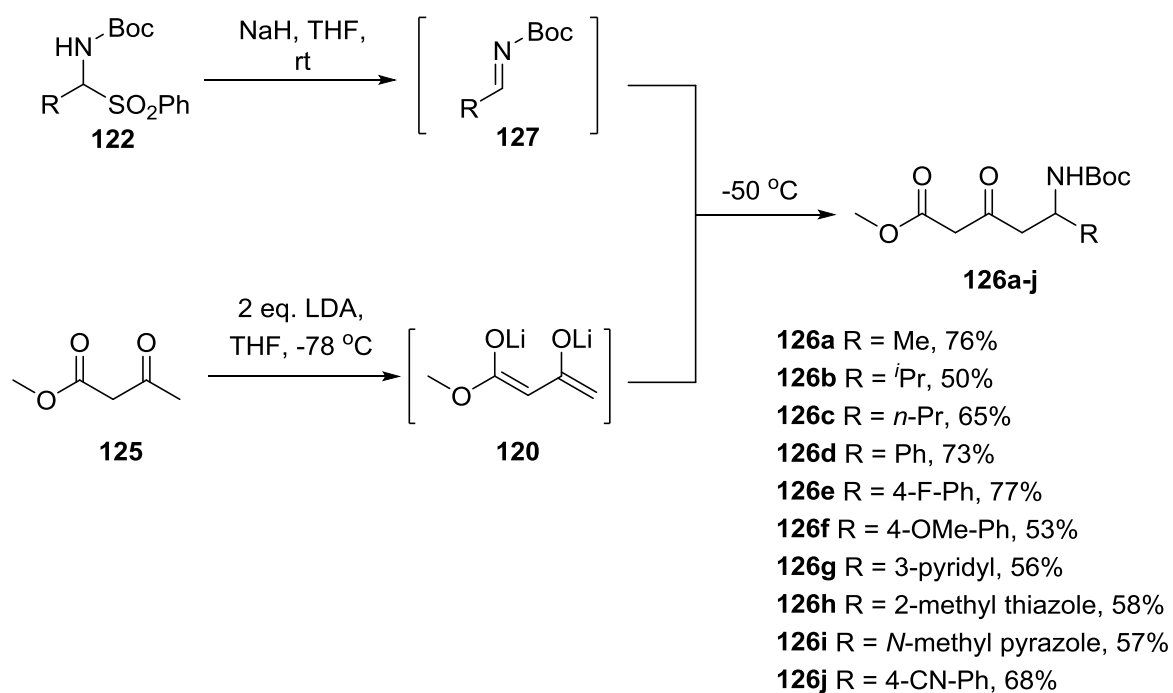 HN Boc
R SO2Ph
122
NaH, THF,
rt
N Boc
R
127
-50 °C
O O NHBoc
O R
126a-j
O O
O
125
2 eq. LDA,
THF, -78 °C
OLi OLi
O
120
126a R = Me, 76%
126b R = iPr, 50%
126c R = n-Pr, 65%
126d R = Ph, 73%
126e R = 4-F-Ph, 77%
126f R = 4-OMe-Ph, 53%
126g R = 3-pyridyl, 56%
126h R = 2-methyl thiazole, 58%
126i R = N-methyl pyrazole, 57%
126j R = 4-CN-Ph, 68%